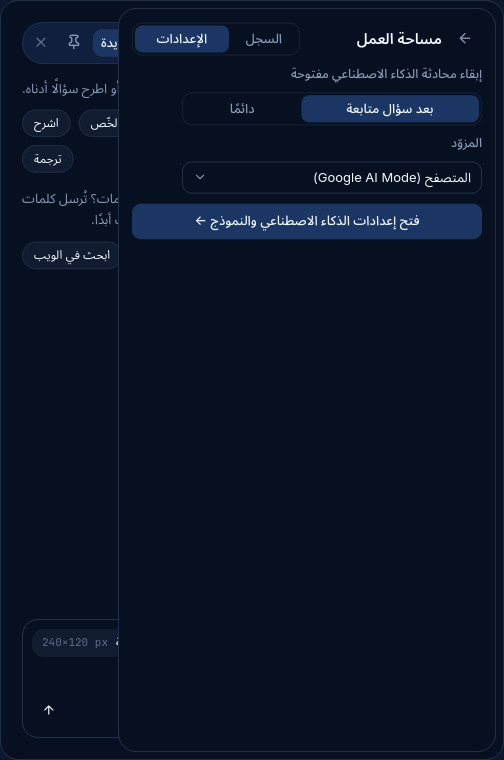 مساحة العمل
السجل
الإعدادات
إبقاء محادثة الذكاء الاصطناعي مفتوحة
بعد سؤال متابعة
دائمًا
المزوّد
المتصفح (Google AI Mode)
فتح إعدادات الذكاء الاصطناعي والنموذج ←
أو اطرح سؤالًا أدناه.
لخّص
اشرح
ترجمة
تُرسل كلمات
أبدًا.
ابحث في الويب
240×120 px